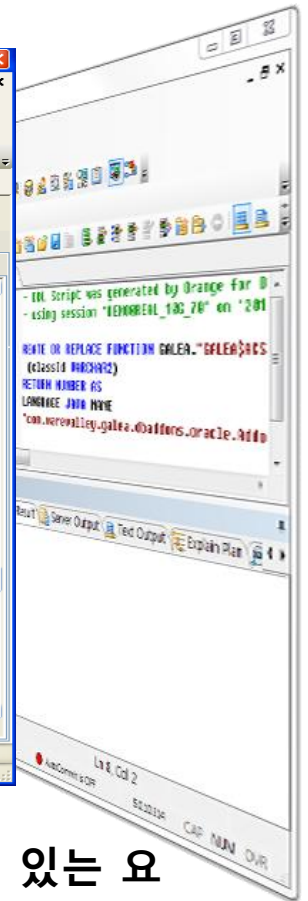 - DDL Script was generated by Orange for D
- using session "DEMORREAL_10G_70" on '201
REATE OR REPLACE FUNCTION GALEA."GALEA$ACS
(classId VARCHAR2)
RETURN NUMBER AS
LANGUAGE JAVA NAME
'com.warevalley.galea.dbaddons.oracle.Addo
Result Server Output Text Output Explain Plan
AutoCommit is OFF Ln 8, Col 2
CAP NUM OVR
있는 요